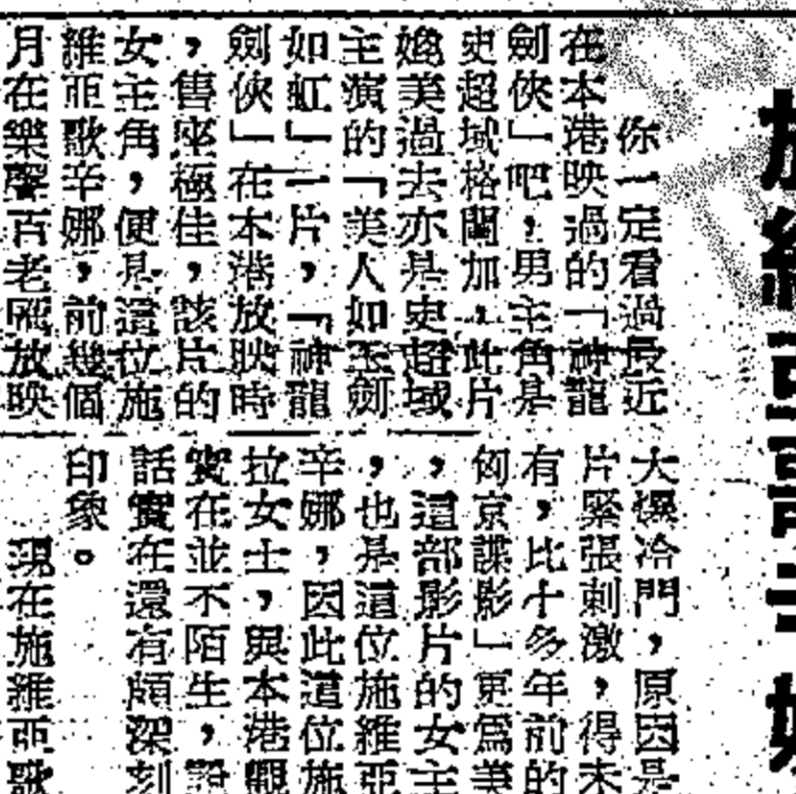 你一定看過最近
在本港映過的「神龍
劍俠」吧,男主角是
史超域格蘭加,此片
媲美過去亦是史超域
主演的「美人如玉劍
如虹」一片,「神龍
劍俠」在本港放映時
,售座極佳,該片的
女主角,便是這位施
維亞歌辛娜,前幾個
月在樂聲百老匯放映
大爆冷門,原因是
片緊張刺激,得未
有,比十多年前的
匈京諜影」更為美
,這部影片的女主
,也是這位施維亞
辛娜,因此這位施
拉女士,與本港觀
實在並不陌生,說
話實在還有頗深刻
印象。
現在施維亞歌